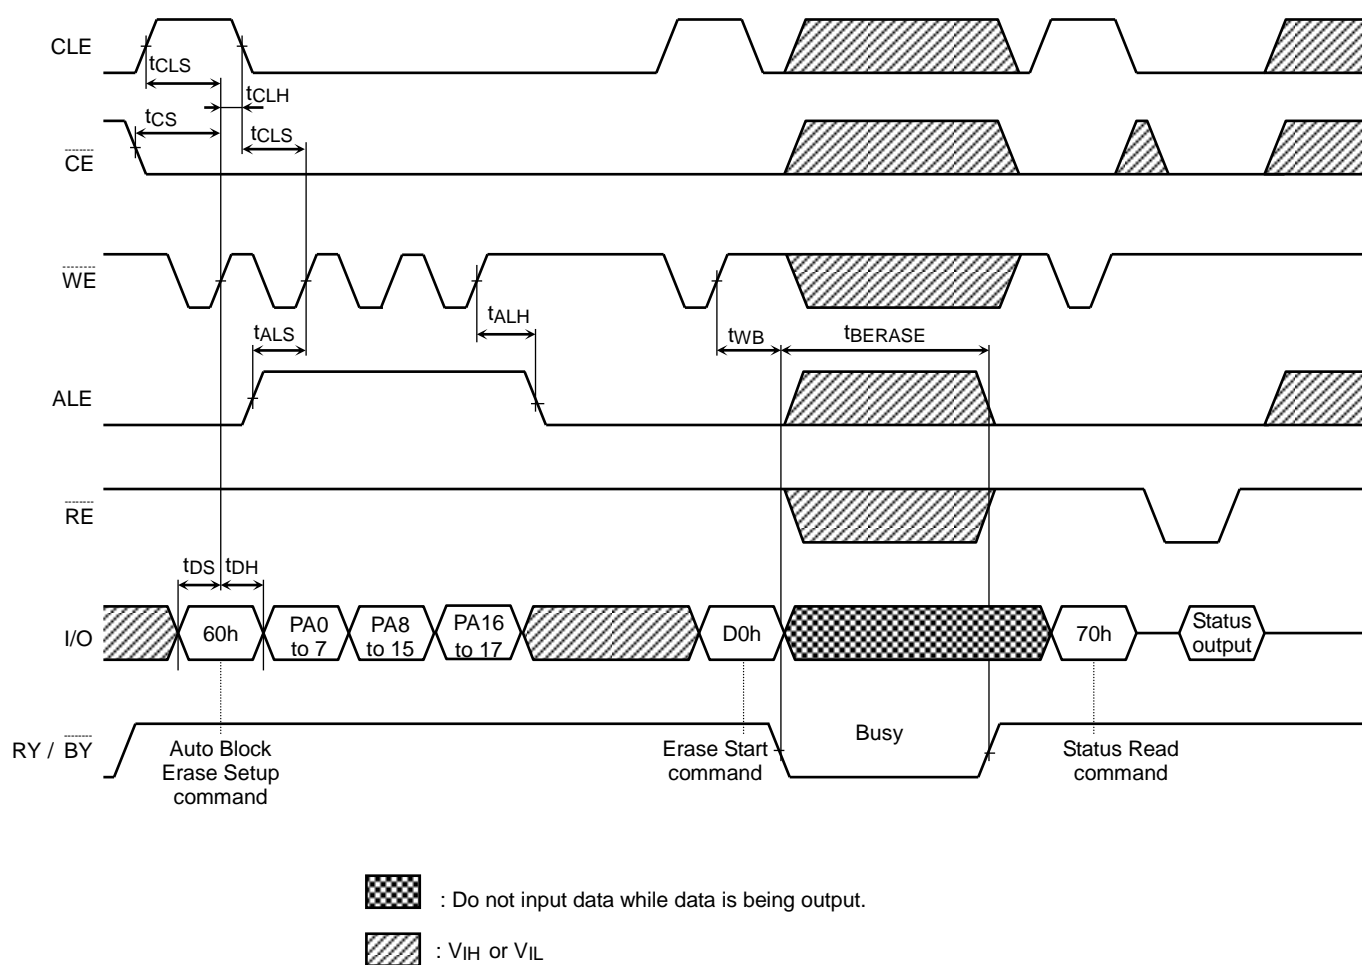 CLE
tCLS
tCLH
tCS
tCLS
CE
WE
tALS
tALH
tWB
tBERASE
ALE
RE
tDS
tDH
I/O
60h
PA0
to 7
PA8
to 15
PA16
to 17
D0h
70h
Status
output
RY / BY
Busy
Auto Block
Erase Setup
command
Erase Start
command
Status Read
command
: Do not input data while data is being output.
: VIH or VIL